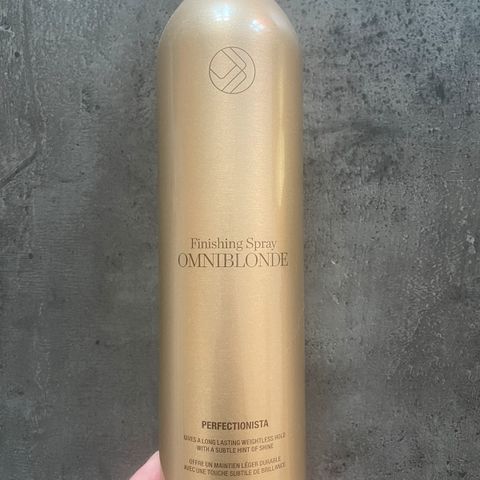 Finishing Spray
OMNIBLONDE
PERFECTIONISTA
GIVES A LONG LASTING WEIGHTLESS HOLD
WITH A SUBTLE HINT OF SHINE
OFFRE UN MAINTIEN LÉGER DURABLE
AVEC UNE TOUCHE SUBTILE DE BRILLANCE